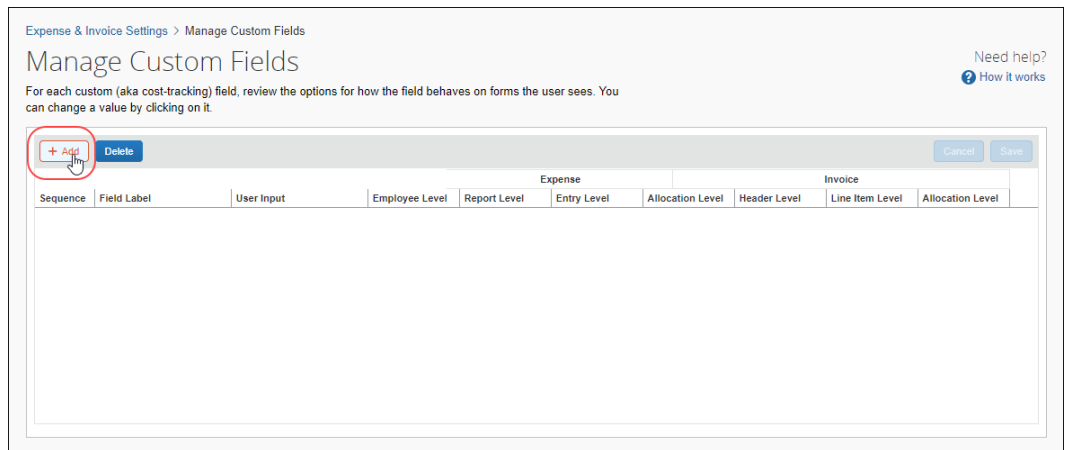 Expense & Invoice Settings > Manage Custom Fields
Manage Custom Fields
Need help?
? How it works
For each custom (aka cost-tracking) field, review the options for how the field behaves on forms the user sees. You
can change a value by clicking on it.
+ Add Delete Cancel Save
Expense Invoice
Sequence Field Label User Input Employee Level Report Level Entry Level Allocation Level Header Level Line Item Level Allocation Level